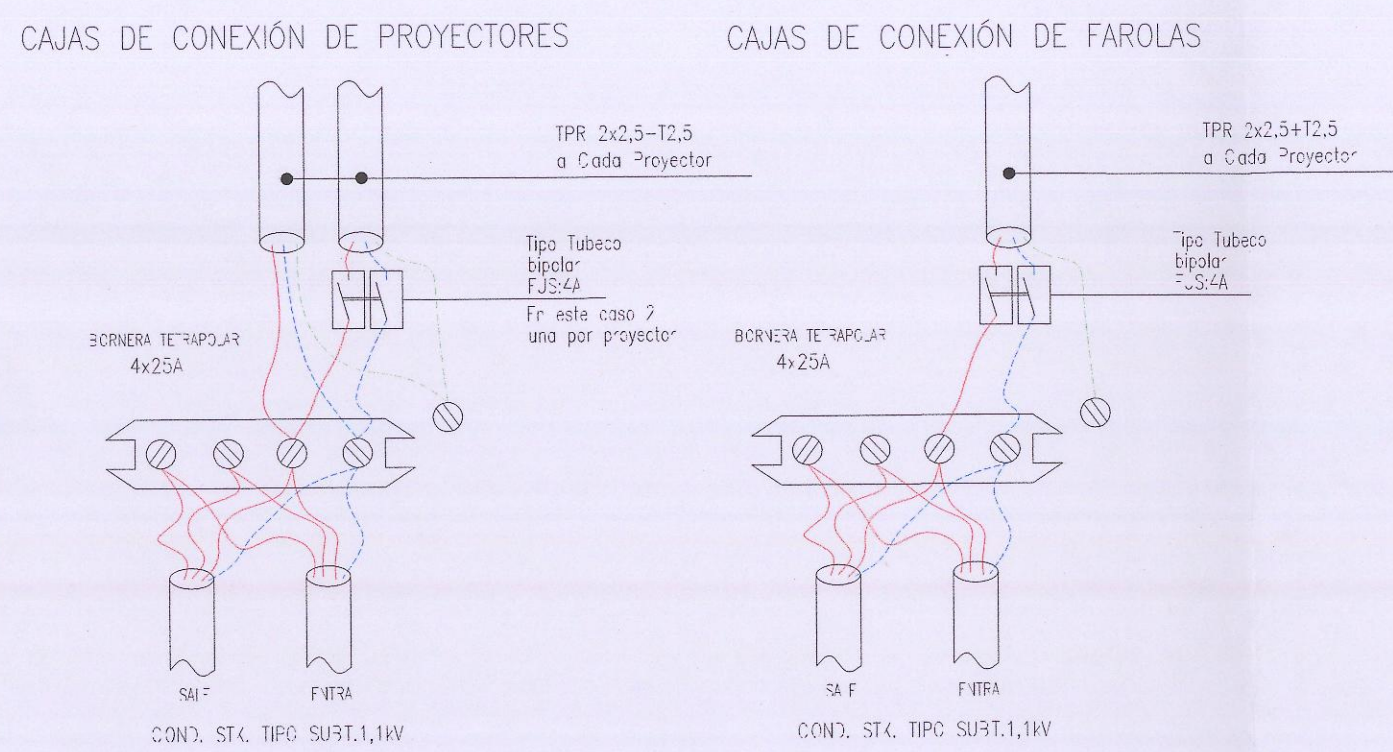 CAJAS DE CONEXIÓN DE PROYECTORES
TPR 2x2,5-T2,5
a Cada Proyector
Tipo Tubeco
bipolar
FUS:4A
En este caso 2
una por proyector
BORNERA TETRAPOLAR
4x25A
SALE
ENTRA
COND. STX. TIPO SUBT.1,1kV
CAJAS DE CONEXIÓN DE FAROLAS
TPR 2x2,5+T2,5
a Cada Proyector
Tipo Tubeco
bipolar
FUS:4A
BORNERA TETRAPOLAR
4x25A
SALE
ENTRA
COND. STX. TIPO SUBT.1,1kV